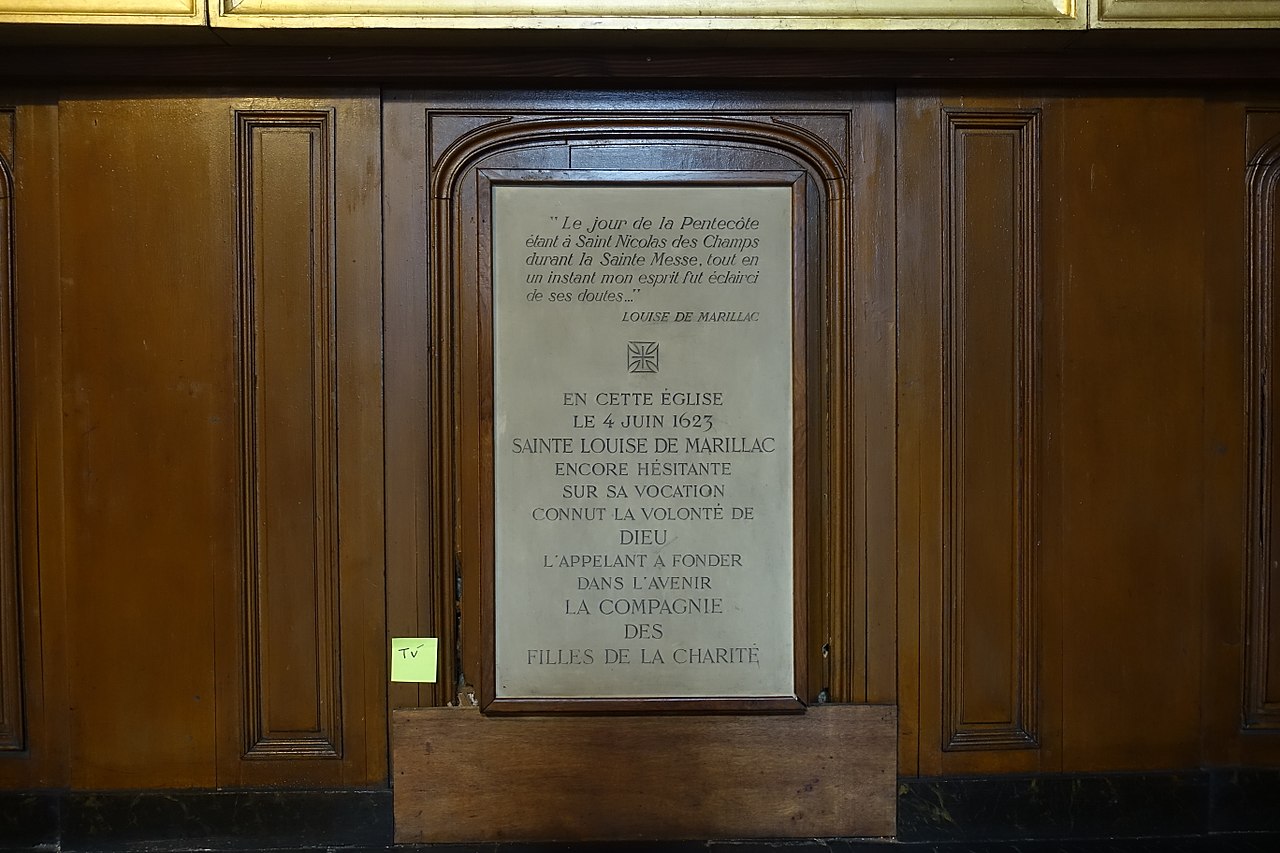 "Le jour de la Pentecôte
étant à Saint Nicolas des Champs
durant la Sainte Messe, tout en
un instant mon esprit fut éclairci
de ses doutes..."
LOUISE DE MARILLAC
EN CETTE ÉGLISE
LE 4 JUIN 1623
SAINTE LOUISE DE MARILLAC
ENCORE HÉSITANTE
SUR SA VOCATION
CONNUT LA VOLONTÉ DE
DIEU
L'APPELANT A FONDER
DANS L'AVENIR
LA COMPAGNIE
DES
FILLES DE LA CHARITÉ
TV